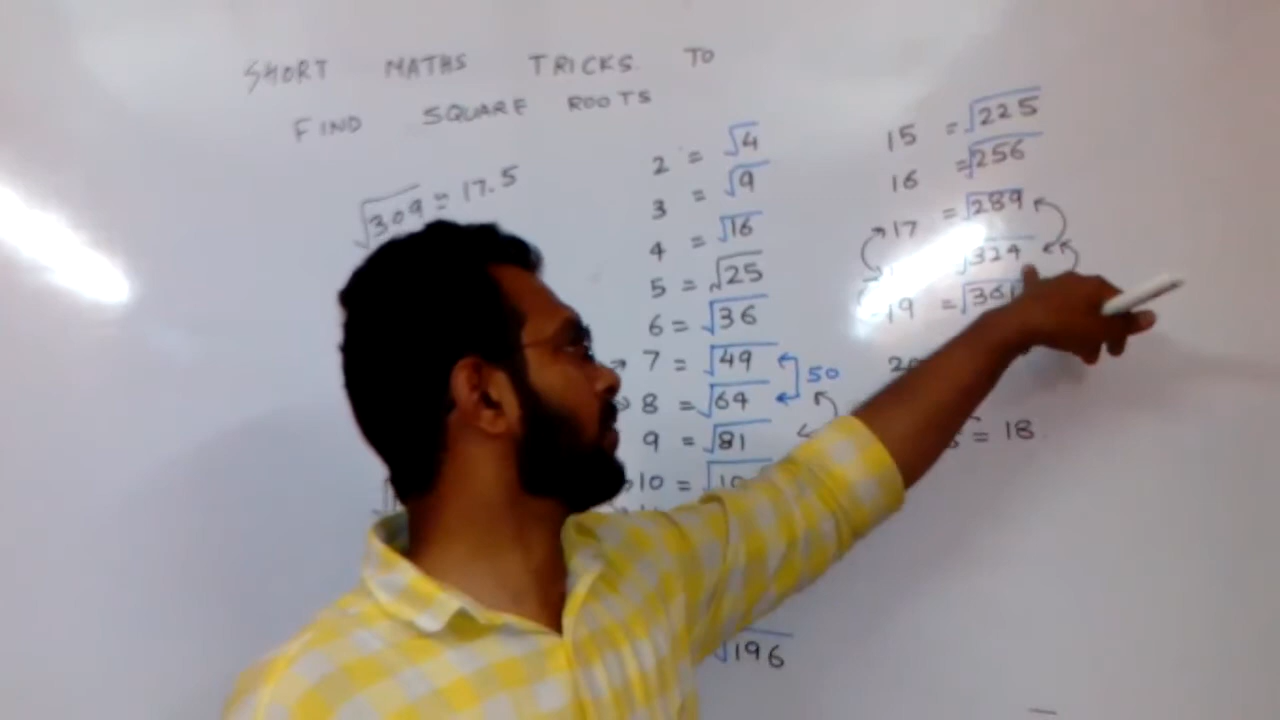 SHORT MATHS TRICKS TO
FIND SQUARE ROOTS
√309 = 17.5
2 = √4
3 = √9
4 = √16
5 = √25
6 = √36
7 = √49
8 = √64
50
9 = √81
10 =
√196
15 = √225
16 = √256
17 = √289
√324
19 = √361
20
= 18